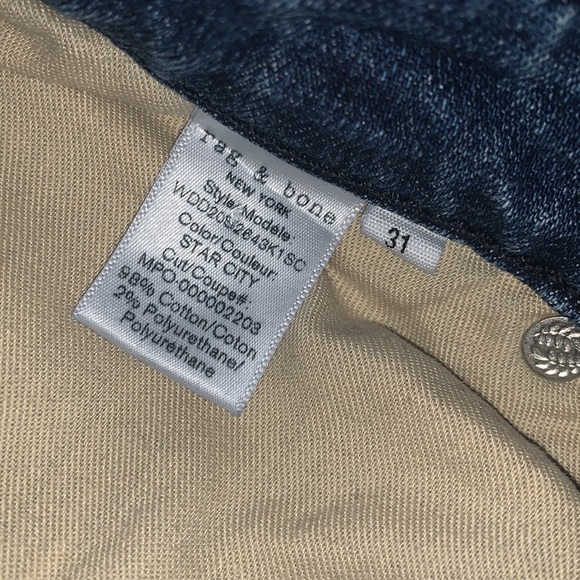 rag & bone
NEW YORK
Style/Modèle:
WDD20S2643K1SC
Color/Couleur:
STAR CITY
Cut/Coupe#:
MPO-000002203
98% Cotton/Coton
2% Polyurethane/
Polyurethane
31